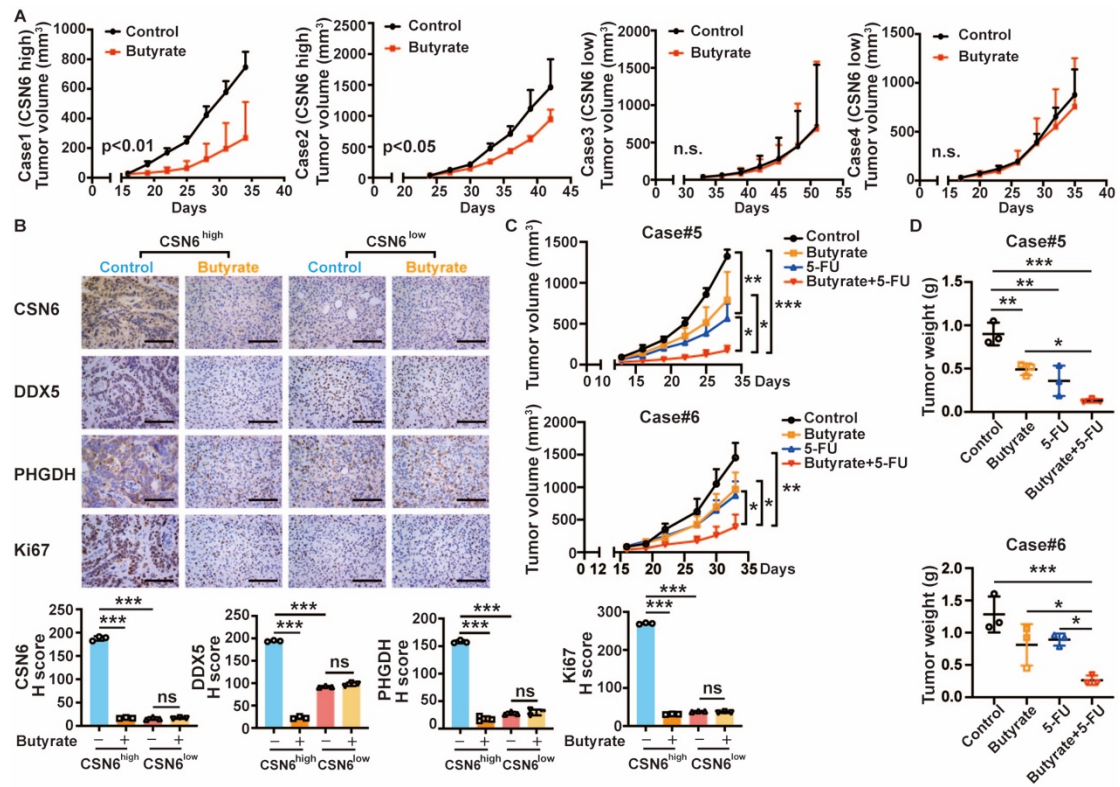 A
Case1 (CSN6 high)
Tumor volume (mm³)
1000
800
600
400
200
0
Control
Butyrate
p<0.01
0 15 20 25 30 35 40
Days
Case2 (CSN6 high)
Tumor volume (mm³)
2500
2000
1500
1000
500
0
Control
Butyrate
p<0.05
0 20 25 30 35 40 45
Days
Case3 (CSN6 low)
Tumor volume (mm³)
2000
1500
1000
500
0
Control
Butyrate
n.s.
0 30 35 40 45 50 55
Days
Case4 (CSN6 low)
Tumor volume (mm³)
1500
1000
500
0
Control
Butyrate
n.s.
0 15 20 25 30 35 40
Days
B
CSN6high CSN6low
Control Butyrate Control Butyrate
CSN6
DDX5
PHGDH
Ki67
CSN6
H score
250
200
150
100
50
0
***
***
ns
DDX5
H score
250
200
150
100
50
0
***
***
ns
PHGDH
H score
200
150
100
50
0
***
***
ns
Ki67
H score
300
200
100
0
***
***
ns
Butyrate − + − +
CSN6high CSN6low
− + − +
CSN6high CSN6low
− + − +
CSN6high CSN6low
Butyrate − + − +
CSN6high CSN6low
C
Case#5
Tumor volume (mm³)
1500
1000
500
0
Control
Butyrate
5-FU
Butyrate+5-FU
**
*
*
***
0 10 15 20 25 30 35 Days
Case#6
Tumor volume (mm³)
2000
1500
1000
500
0
Control
Butyrate
5-FU
Butyrate+5-FU
*
*
**
0 12 15 20 25 30 35 Days
D
Case#5
Tumor weight (g)
1.5
1.0
0.5
0.0
***
**
**
*
Control
Butyrate
5-FU
Butyrate+5-FU
Case#6
Tumor weight (g)
2.0
1.5
1.0
0.5
0.0
***
*
*
Control
Butyrate
5-FU
Butyrate+5-FU